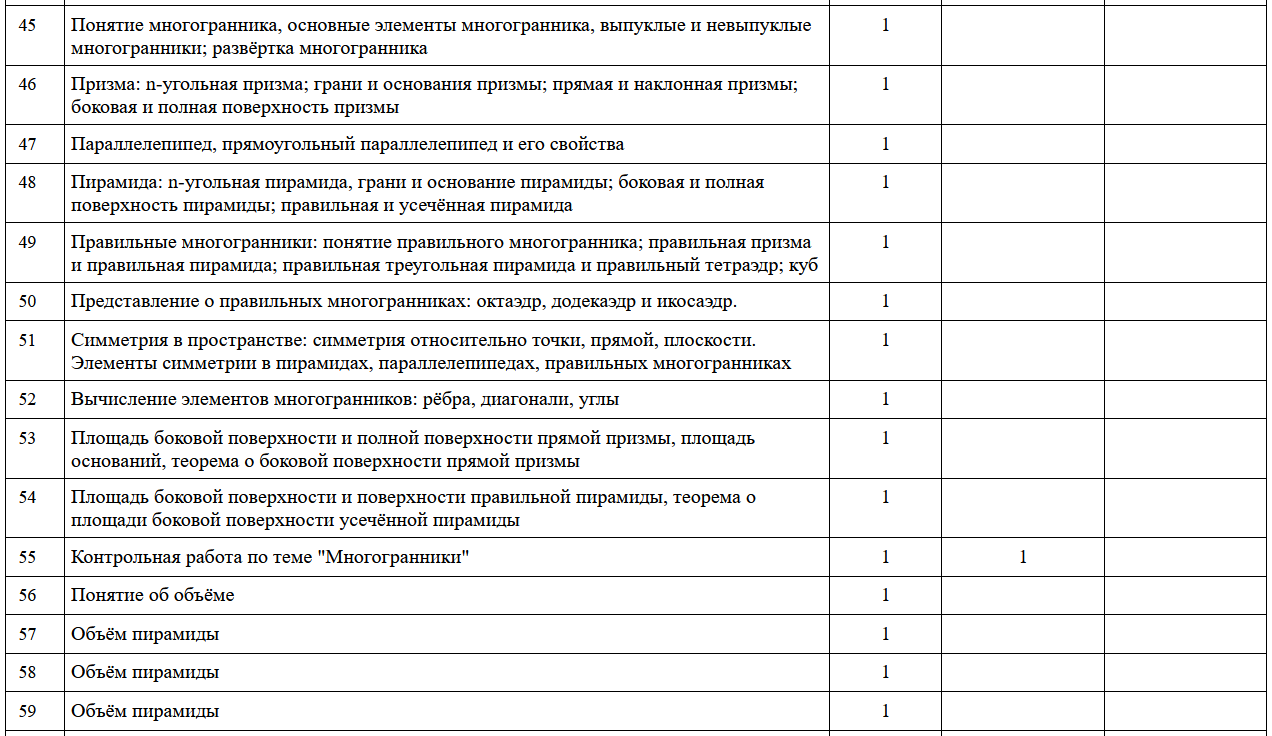 45 Понятие многогранника, основные элементы многогранника, выпуклые и невыпуклые 1
многогранники; развёртка многогранника
46 Призма: n-угольная призма; грани и основания призмы; прямая и наклонная призмы; 1
боковая и полная поверхность призмы
47 Параллелепипед, прямоугольный параллелепипед и его свойства 1
48 Пирамида: n-угольная пирамида, грани и основание пирамиды; боковая и полная 1
поверхность пирамиды; правильная и усечённая пирамида
49 Правильные многогранники: понятие правильного многогранника; правильная призма 1
и правильная пирамида; правильная треугольная пирамида и правильный тетраэдр; куб
50 Представление о правильных многогранниках: октаэдр, додекаэдр и икосаэдр. 1
51 Симметрия в пространстве: симметрия относительно точки, прямой, плоскости. 1
Элементы симметрии в пирамидах, параллелепипедах, правильных многогранниках
52 Вычисление элементов многогранников: рёбра, диагонали, углы 1
53 Площадь боковой поверхности и полной поверхности прямой призмы, площадь 1
оснований, теорема о боковой поверхности прямой призмы
54 Площадь боковой поверхности и поверхности правильной пирамиды, теорема о 1
площади боковой поверхности усечённой пирамиды
55 Контрольная работа по теме "Многогранники" 1 1
56 Понятие об объёме 1
57 Объём пирамиды 1
58 Объём пирамиды 1
59 Объём пирамиды 1